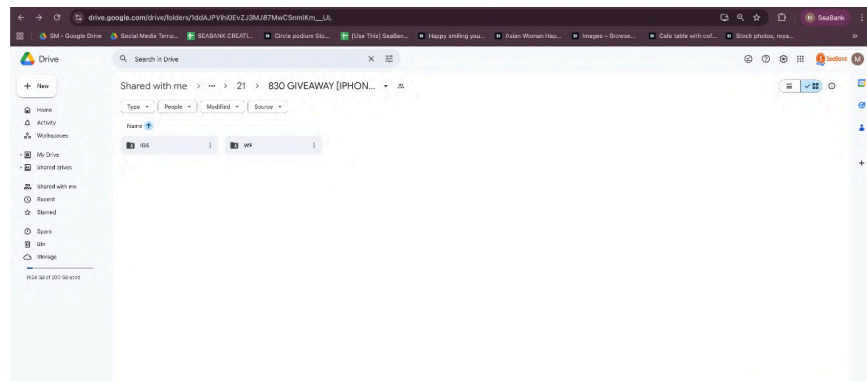 drive.google.com/drive/folders/1ddAJPVlhl0EvZJ3MJ87MwCSnmiKm__UL
SeaBank
SM - Google Drive
Social Media Temp...
SEABANK CREATI...
Circle podium Sto...
[Use This] SeaBan...
Happy smiling you...
Asian Woman Hap...
Images – Browse...
Cafe table with cof...
Stock photos, roya...
Drive
Search in Drive
SeaBank
M
New
Shared with me > ... > 21 > 830 GIVEAWAY [IPHON...
Type
People
Modified
Source
Name
IGS
WF
Home
Activity
Workspaces
My Drive
Shared drives
Shared with me
Recent
Starred
Spam
Bin
Storage